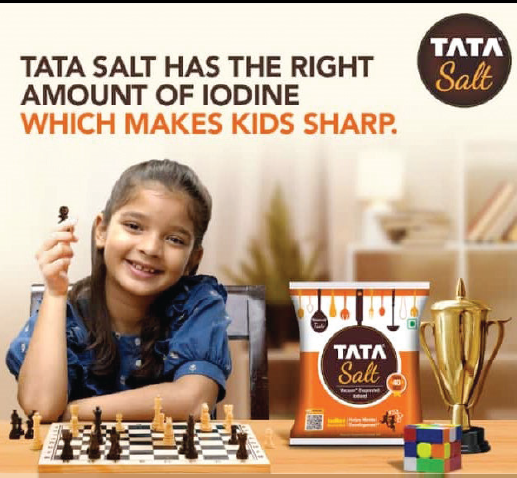 TATA
Salt
TATA SALT HAS THE RIGHT
AMOUNT OF IODINE
WHICH MAKES KIDS SHARP.
TATA
Salt